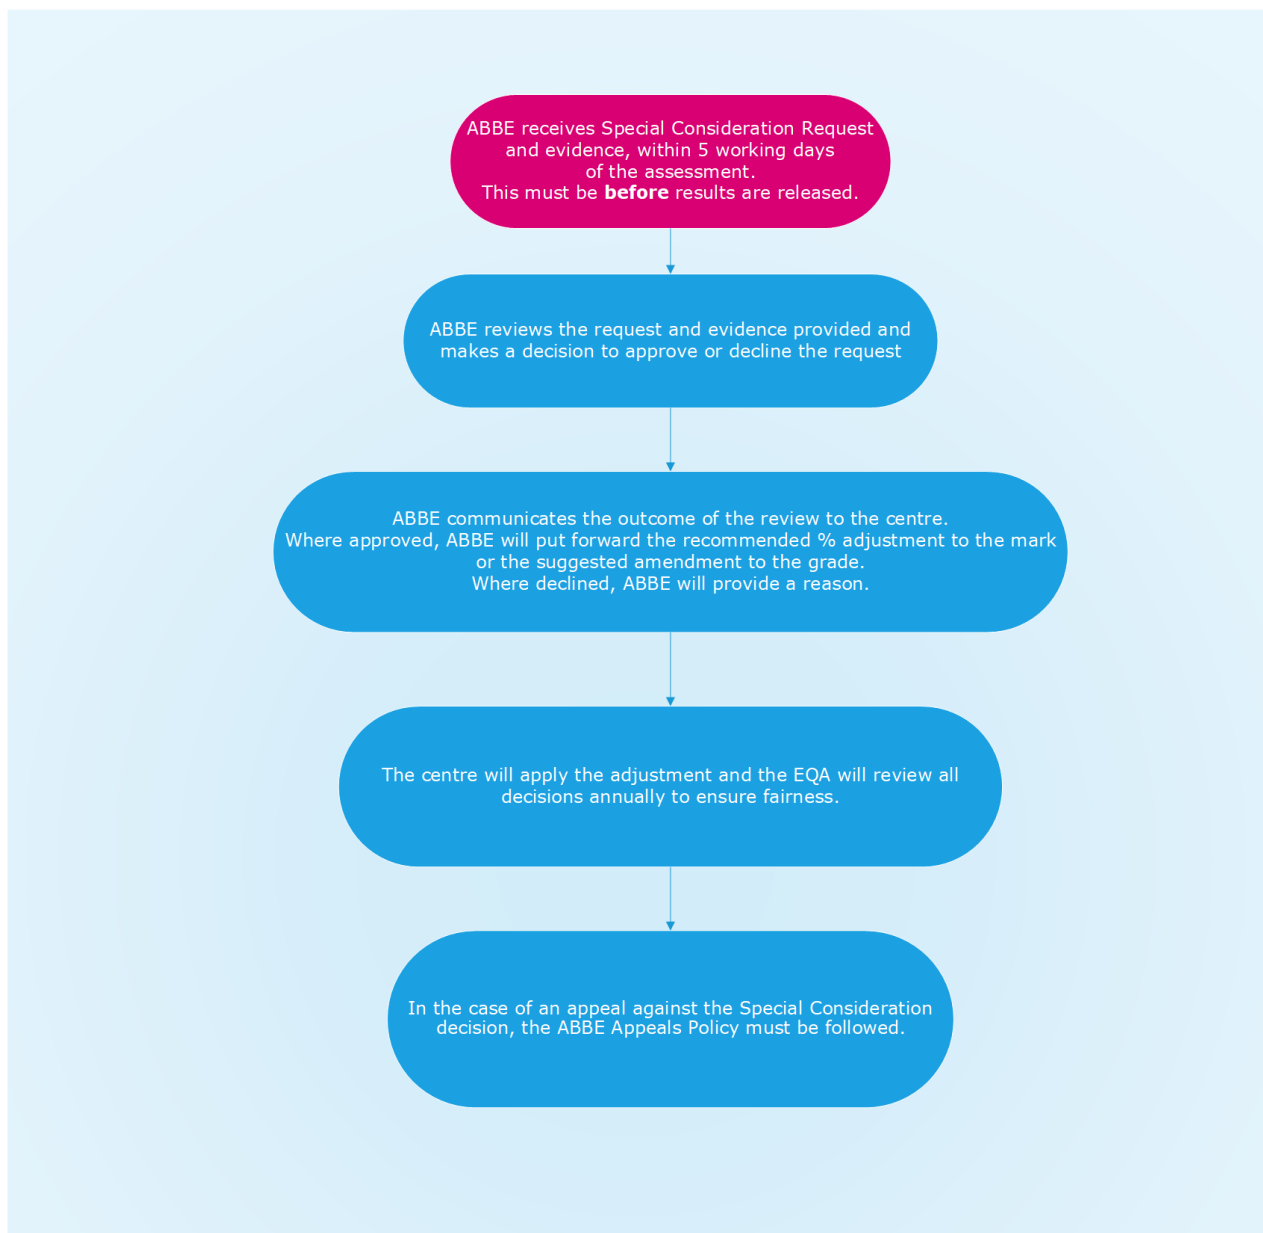 ABBE receives Special Consideration Request
and evidence, within 5 working days
of the assessment.
This must be before results are released.
ABBE reviews the request and evidence provided and
makes a decision to approve or decline the request
ABBE communicates the outcome of the review to the centre.
Where approved, ABBE will put forward the recommended % adjustment to the mark
or the suggested amendment to the grade.
Where declined, ABBE will provide a reason.
The centre will apply the adjustment and the EQA will review all
decisions annually to ensure fairness.
In the case of an appeal against the Special Consideration
decision, the ABBE Appeals Policy must be followed.